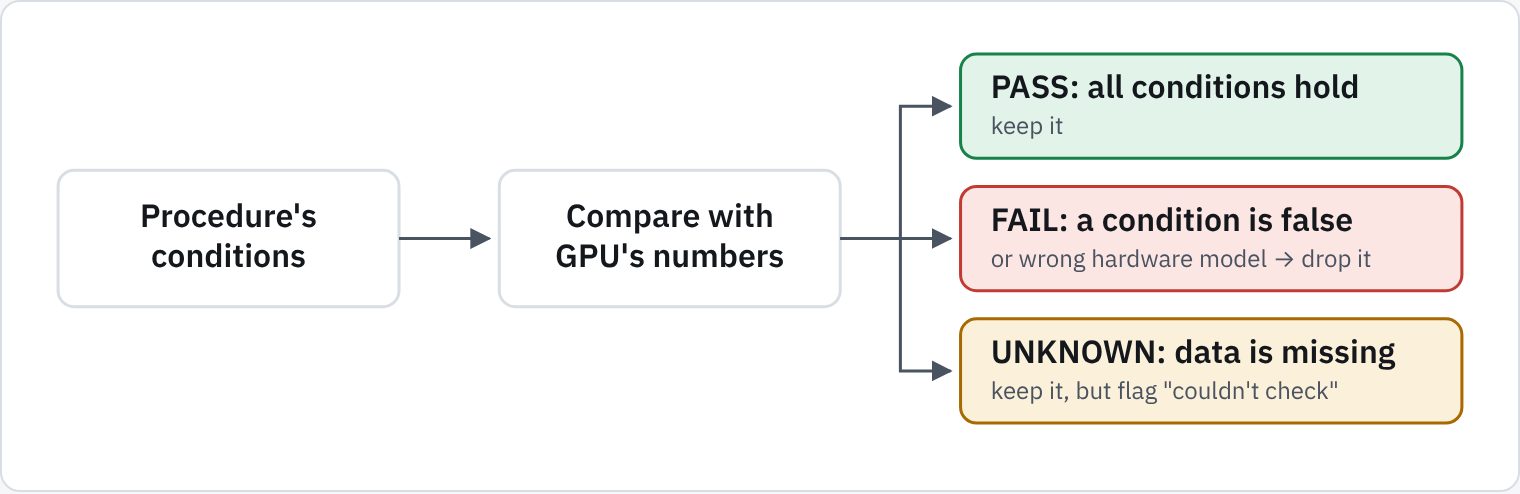 Procedure's
conditions
Compare with
GPU's numbers
PASS: all conditions hold
keep it
FAIL: a condition is false
or wrong hardware model → drop it
UNKNOWN: data is missing
keep it, but flag "couldn't check"